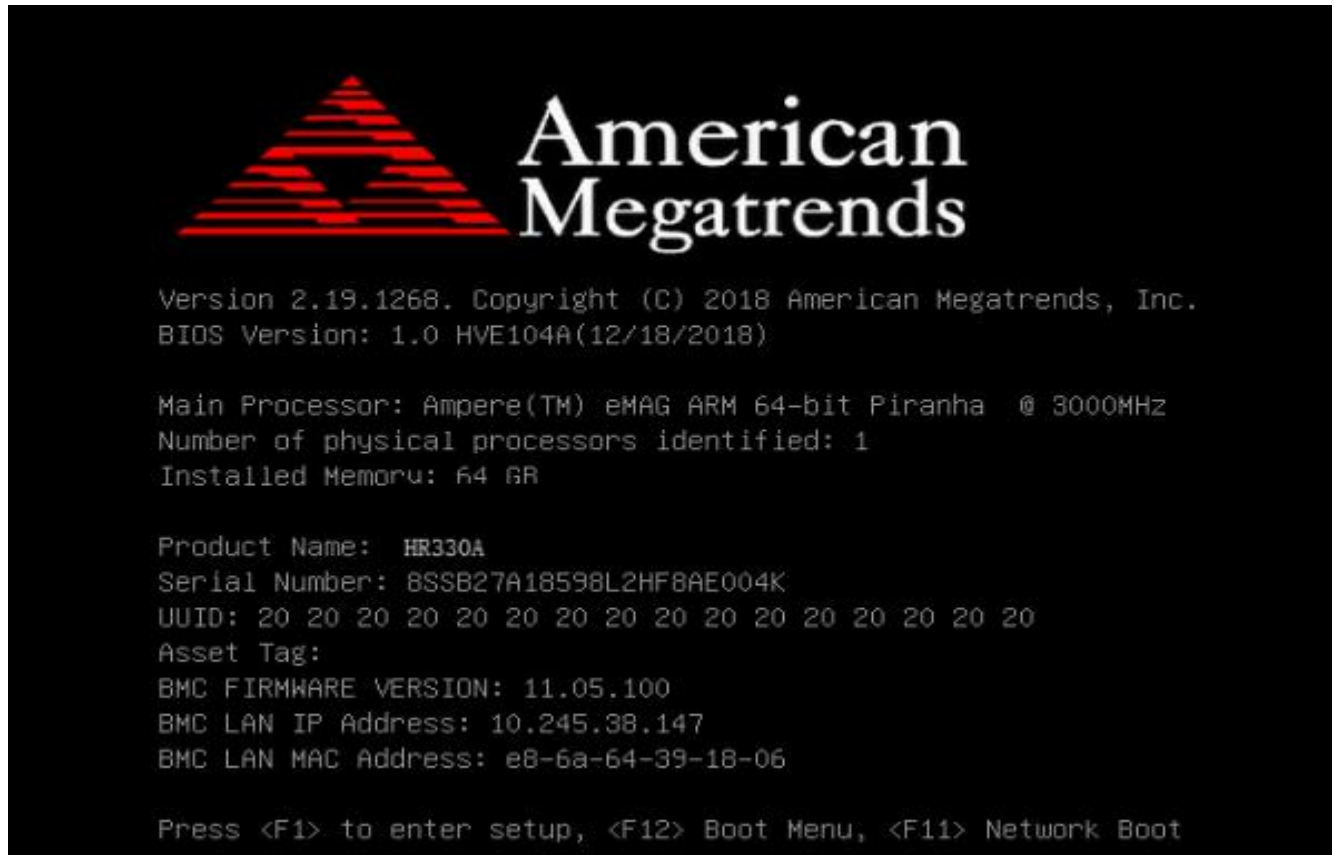 American
Megatrends
Version 2.19.1268. Copyright (C) 2018 American Megatrends, Inc.
BIOS Version: 1.0 HVE104A(12/18/2018)
Main Processor: Ampere(TM) eMAG ARM 64-bit Piranha @ 3000MHz
Number of physical processors identified: 1
Installed Memory: 64 GB
Product Name: HR330A
Serial Number: 8SSB27A18598L2HF8AE004K
UUID: 20 20 20 20 20 20 20 20 20 20 20 20 20 20 20 20
Asset Tag:
BMC FIRMWARE VERSION: 11.05.100
BMC LAN IP Address: 10.245.38.147
BMC LAN MAC Address: e8-6a-64-39-18-06
Press <F1> to enter setup, <F12> Boot Menu, <F11> Network Boot